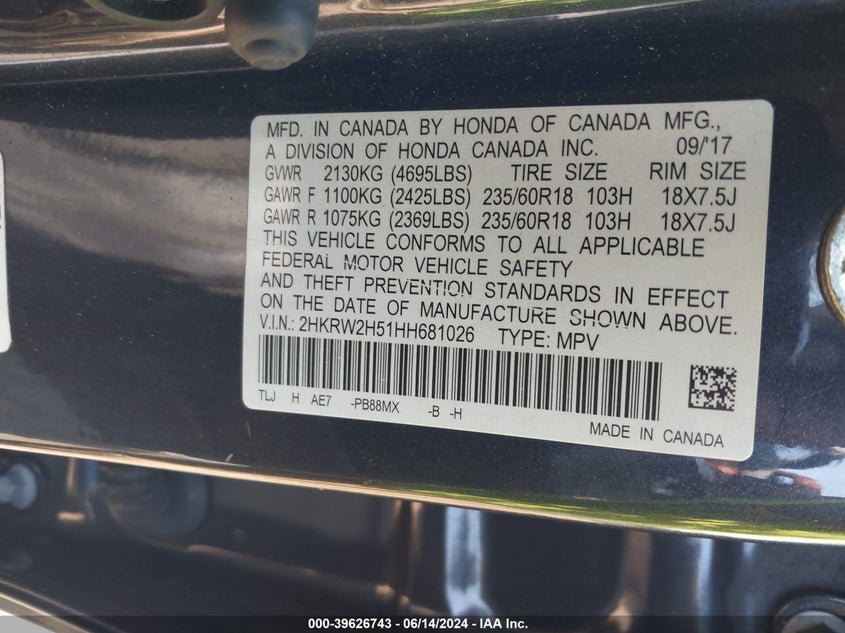 MFD. IN CANADA BY HONDA OF CANADA MFG.,
A DIVISION OF HONDA CANADA INC. 09/'17
GVWR 2130KG (4695LBS) TIRE SIZE RIM SIZE
GAWR F 1100KG (2425LBS) 235/60R18 103H 18X7.5J
GAWR R 1075KG (2369LBS) 235/60R18 103H 18X7.5J
THIS VEHICLE CONFORMS TO ALL APPLICABLE
FEDERAL MOTOR VEHICLE SAFETY
AND THEFT PREVENTION STANDARDS IN EFFECT
ON THE DATE OF MANUFACTURE SHOWN ABOVE.
V.I.N.: 2HKRW2H51HH681026 TYPE: MPV
TLJ H AE7 -PB88MX -B -H
MADE IN CANADA
000-39626743 - 06/14/2024 - IAA Inc.